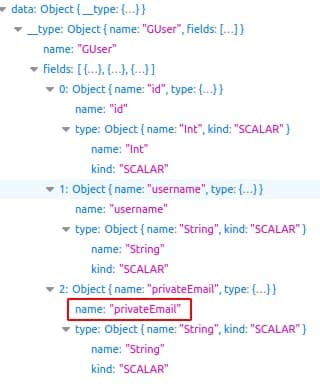 data: Object { __type: {…} }
__type: Object { name: "GUser", fields: […] }
name: "GUser"
fields: [ {…}, {…}, {…} ]
0: Object { name: "id", type: {…} }
name: "id"
type: Object { name: "Int", kind: "SCALAR" }
name: "Int"
kind: "SCALAR"
1: Object { name: "username", type: {…} }
name: "username"
type: Object { name: "String", kind: "SCALAR" }
name: "String"
kind: "SCALAR"
2: Object { name: "privateEmail", type: {…} }
name: "privateEmail"
type: Object { name: "String", kind: "SCALAR" }
name: "String"
kind: "SCALAR"